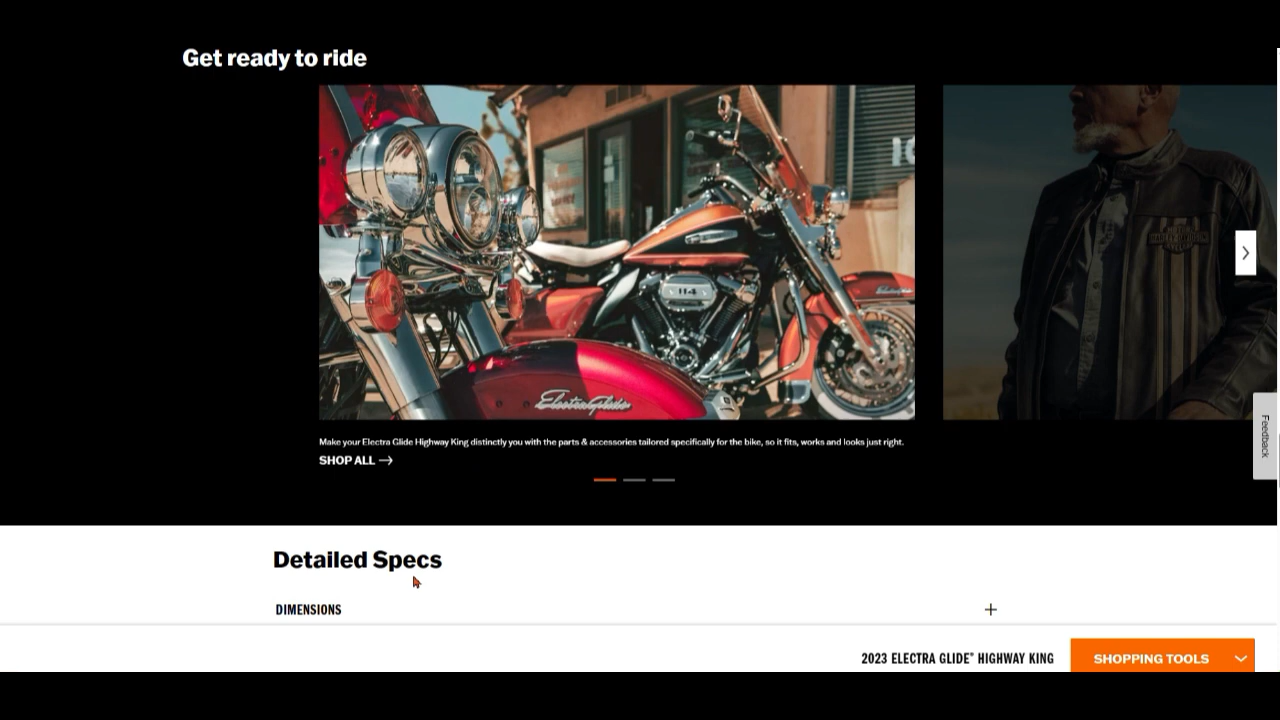 Get ready to ride
114
Electra Glide
Make your Electra Glide Highway King distinctly you with the parts & accessories tailored specifically for the bike, so it fits, works and looks just right.
SHOP ALL
Feedback
Detailed Specs
DIMENSIONS
2023 ELECTRA GLIDE® HIGHWAY KING
SHOPPING TOOLS